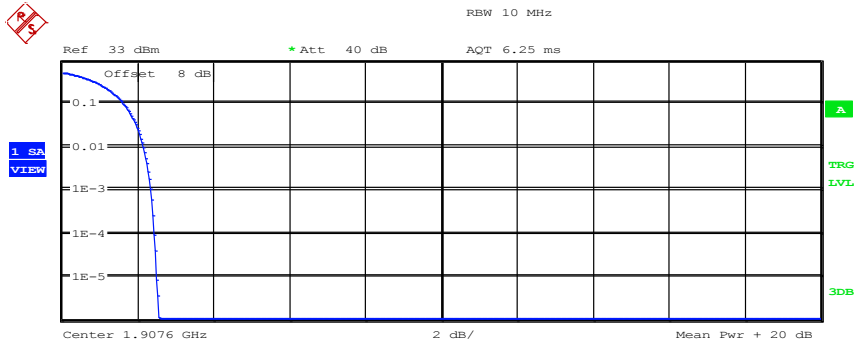 R
S
RBW 10 MHz
Ref 33 dBm *Att 40 dB AQT 6.25 ms
Offset 8 dB
0.1
A
0.01
1 SA
VIEW
TRG
1E-3
LVL
1E-4
1E-5
3DB
Center 1.9076 GHz 2 dB/ Mean Pwr + 20 dB